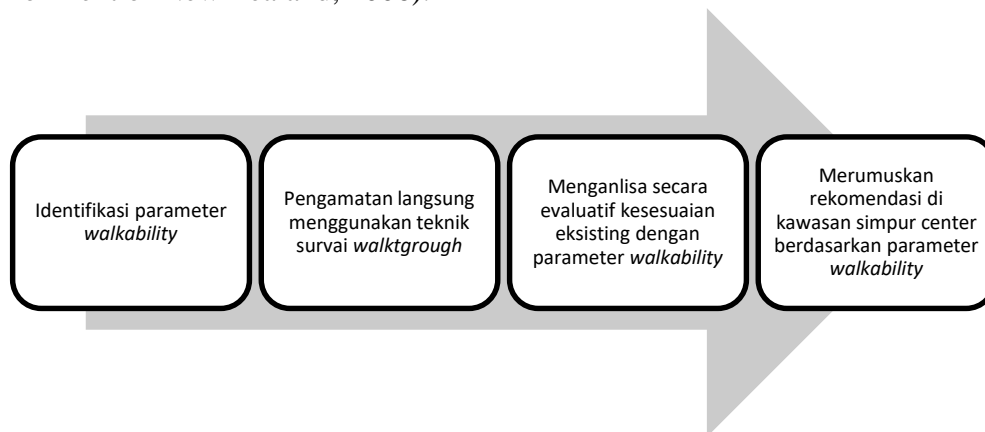 Identifikasi parameter
walkability
Pengamatan langsung
menggunakan teknik
survai walktgrough
Menganlisa secara
evaluatif kesesuaian
eksisting dengan
parameter walkability
Merumuskan
rekomendasi di
kawasan simpur center
berdasarkan parameter
walkability